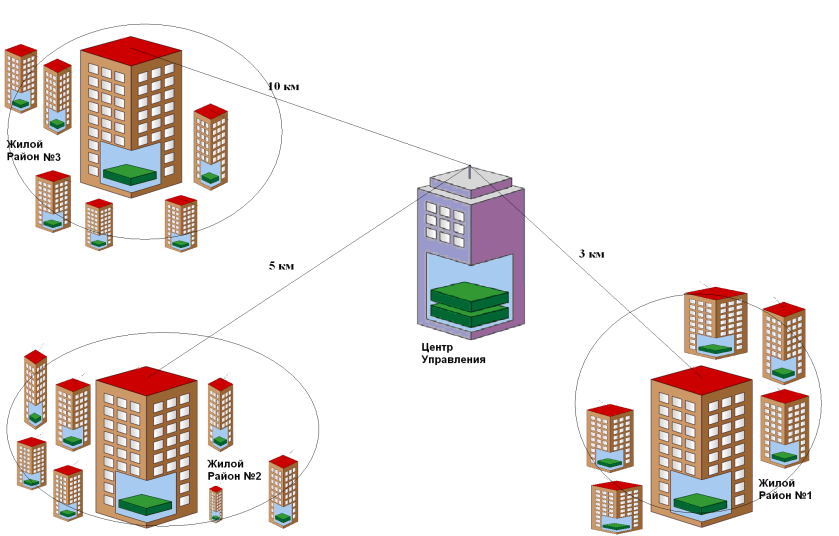 10 км
Жилой
Район №3
5 км
3 км
Центр
Управления
Жилой
Район №2
Жилой
Район №1